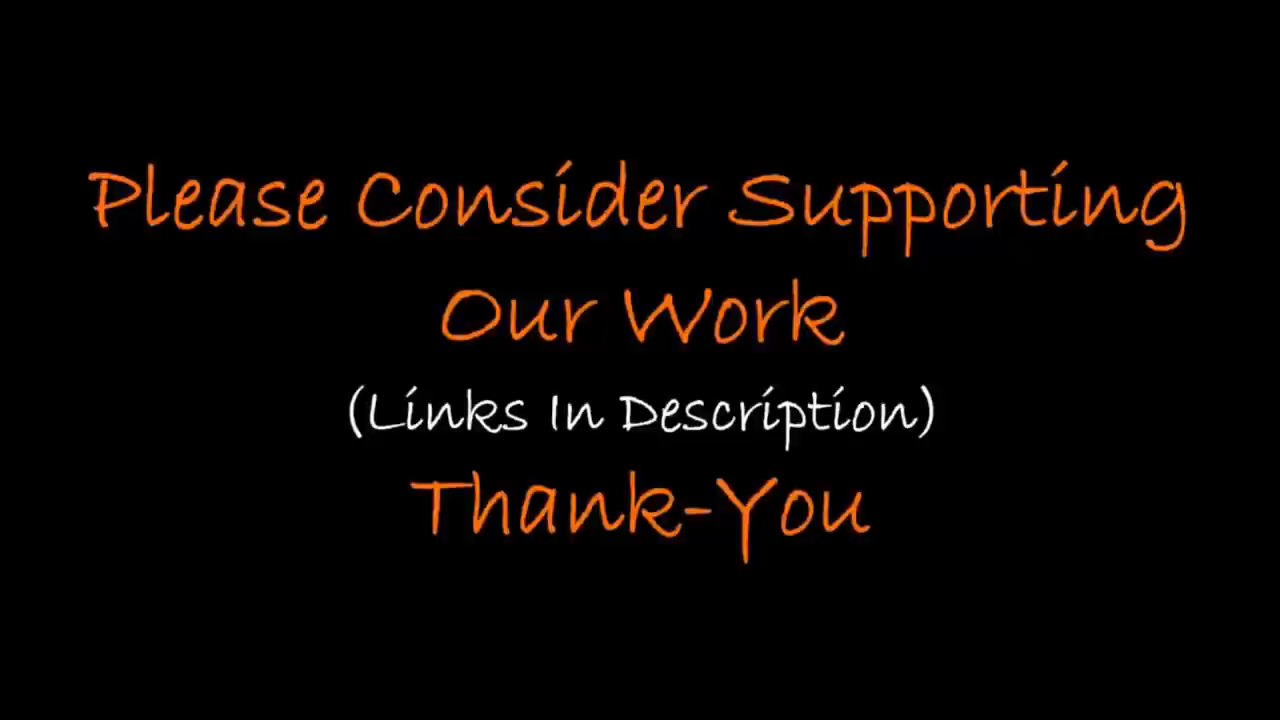 Please Consider Supporting
Our Work
(Links In Description)
Thank-You